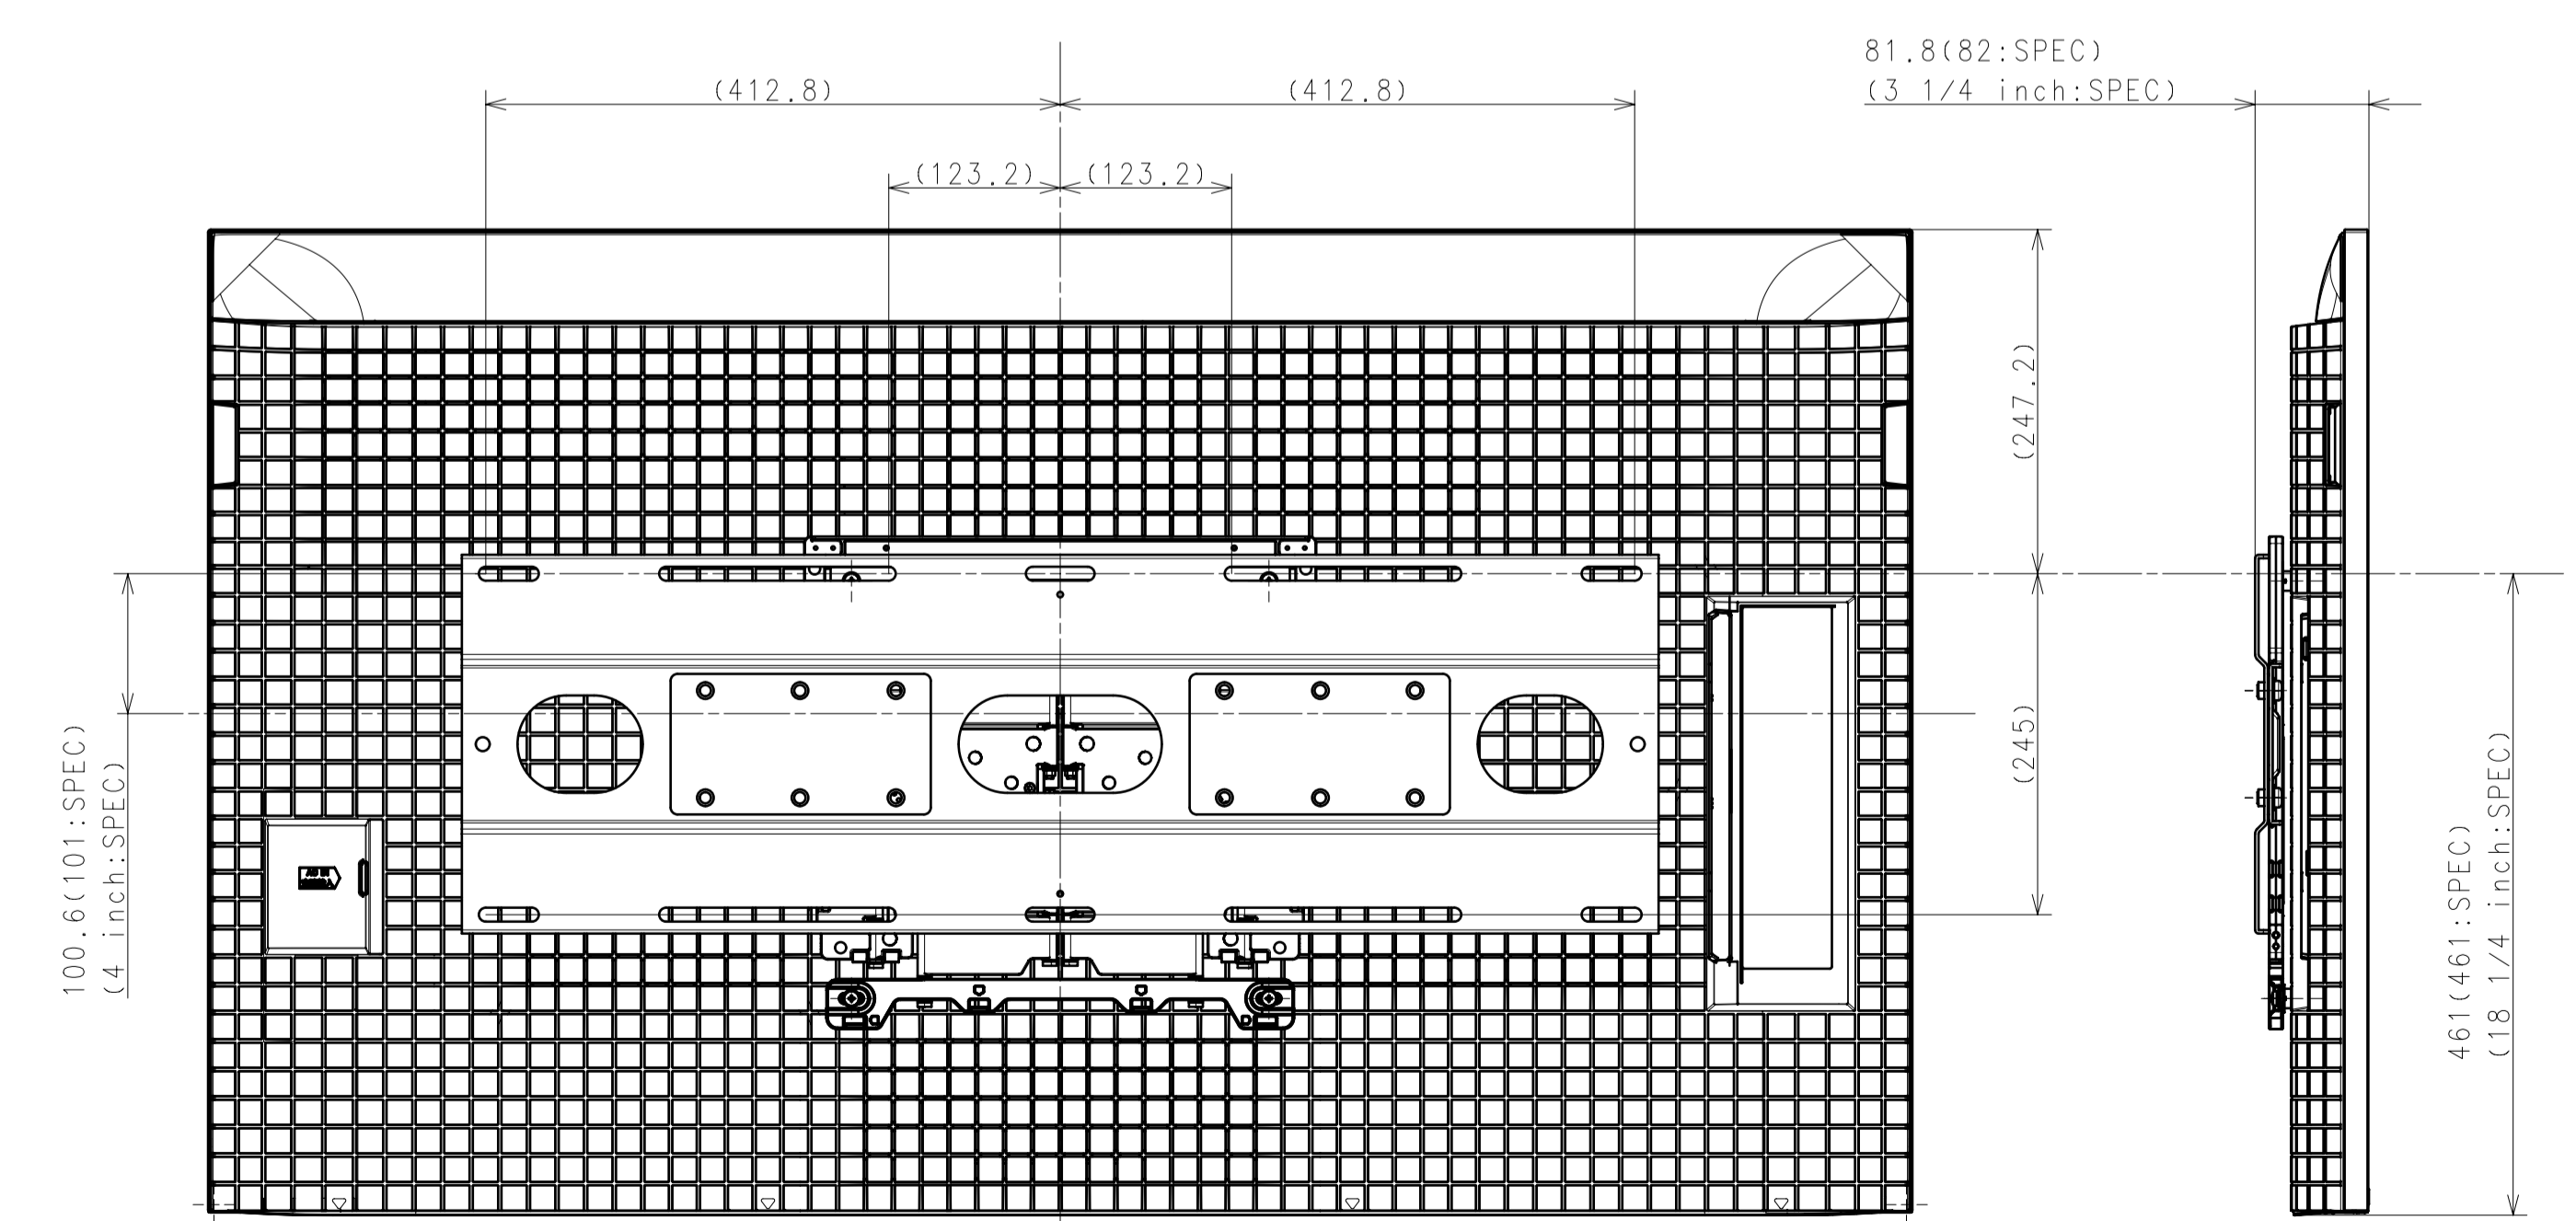 81.8(82:SPEC)
(3 1/4 inch:SPEC)
(412.8)
(412.8)
(123.2)
(123.2)
(247.2)
(245)
100.6(101:SPEC)
(4 inch:SPEC)
461(461:SPEC)
(18 1/4 inch:SPEC)